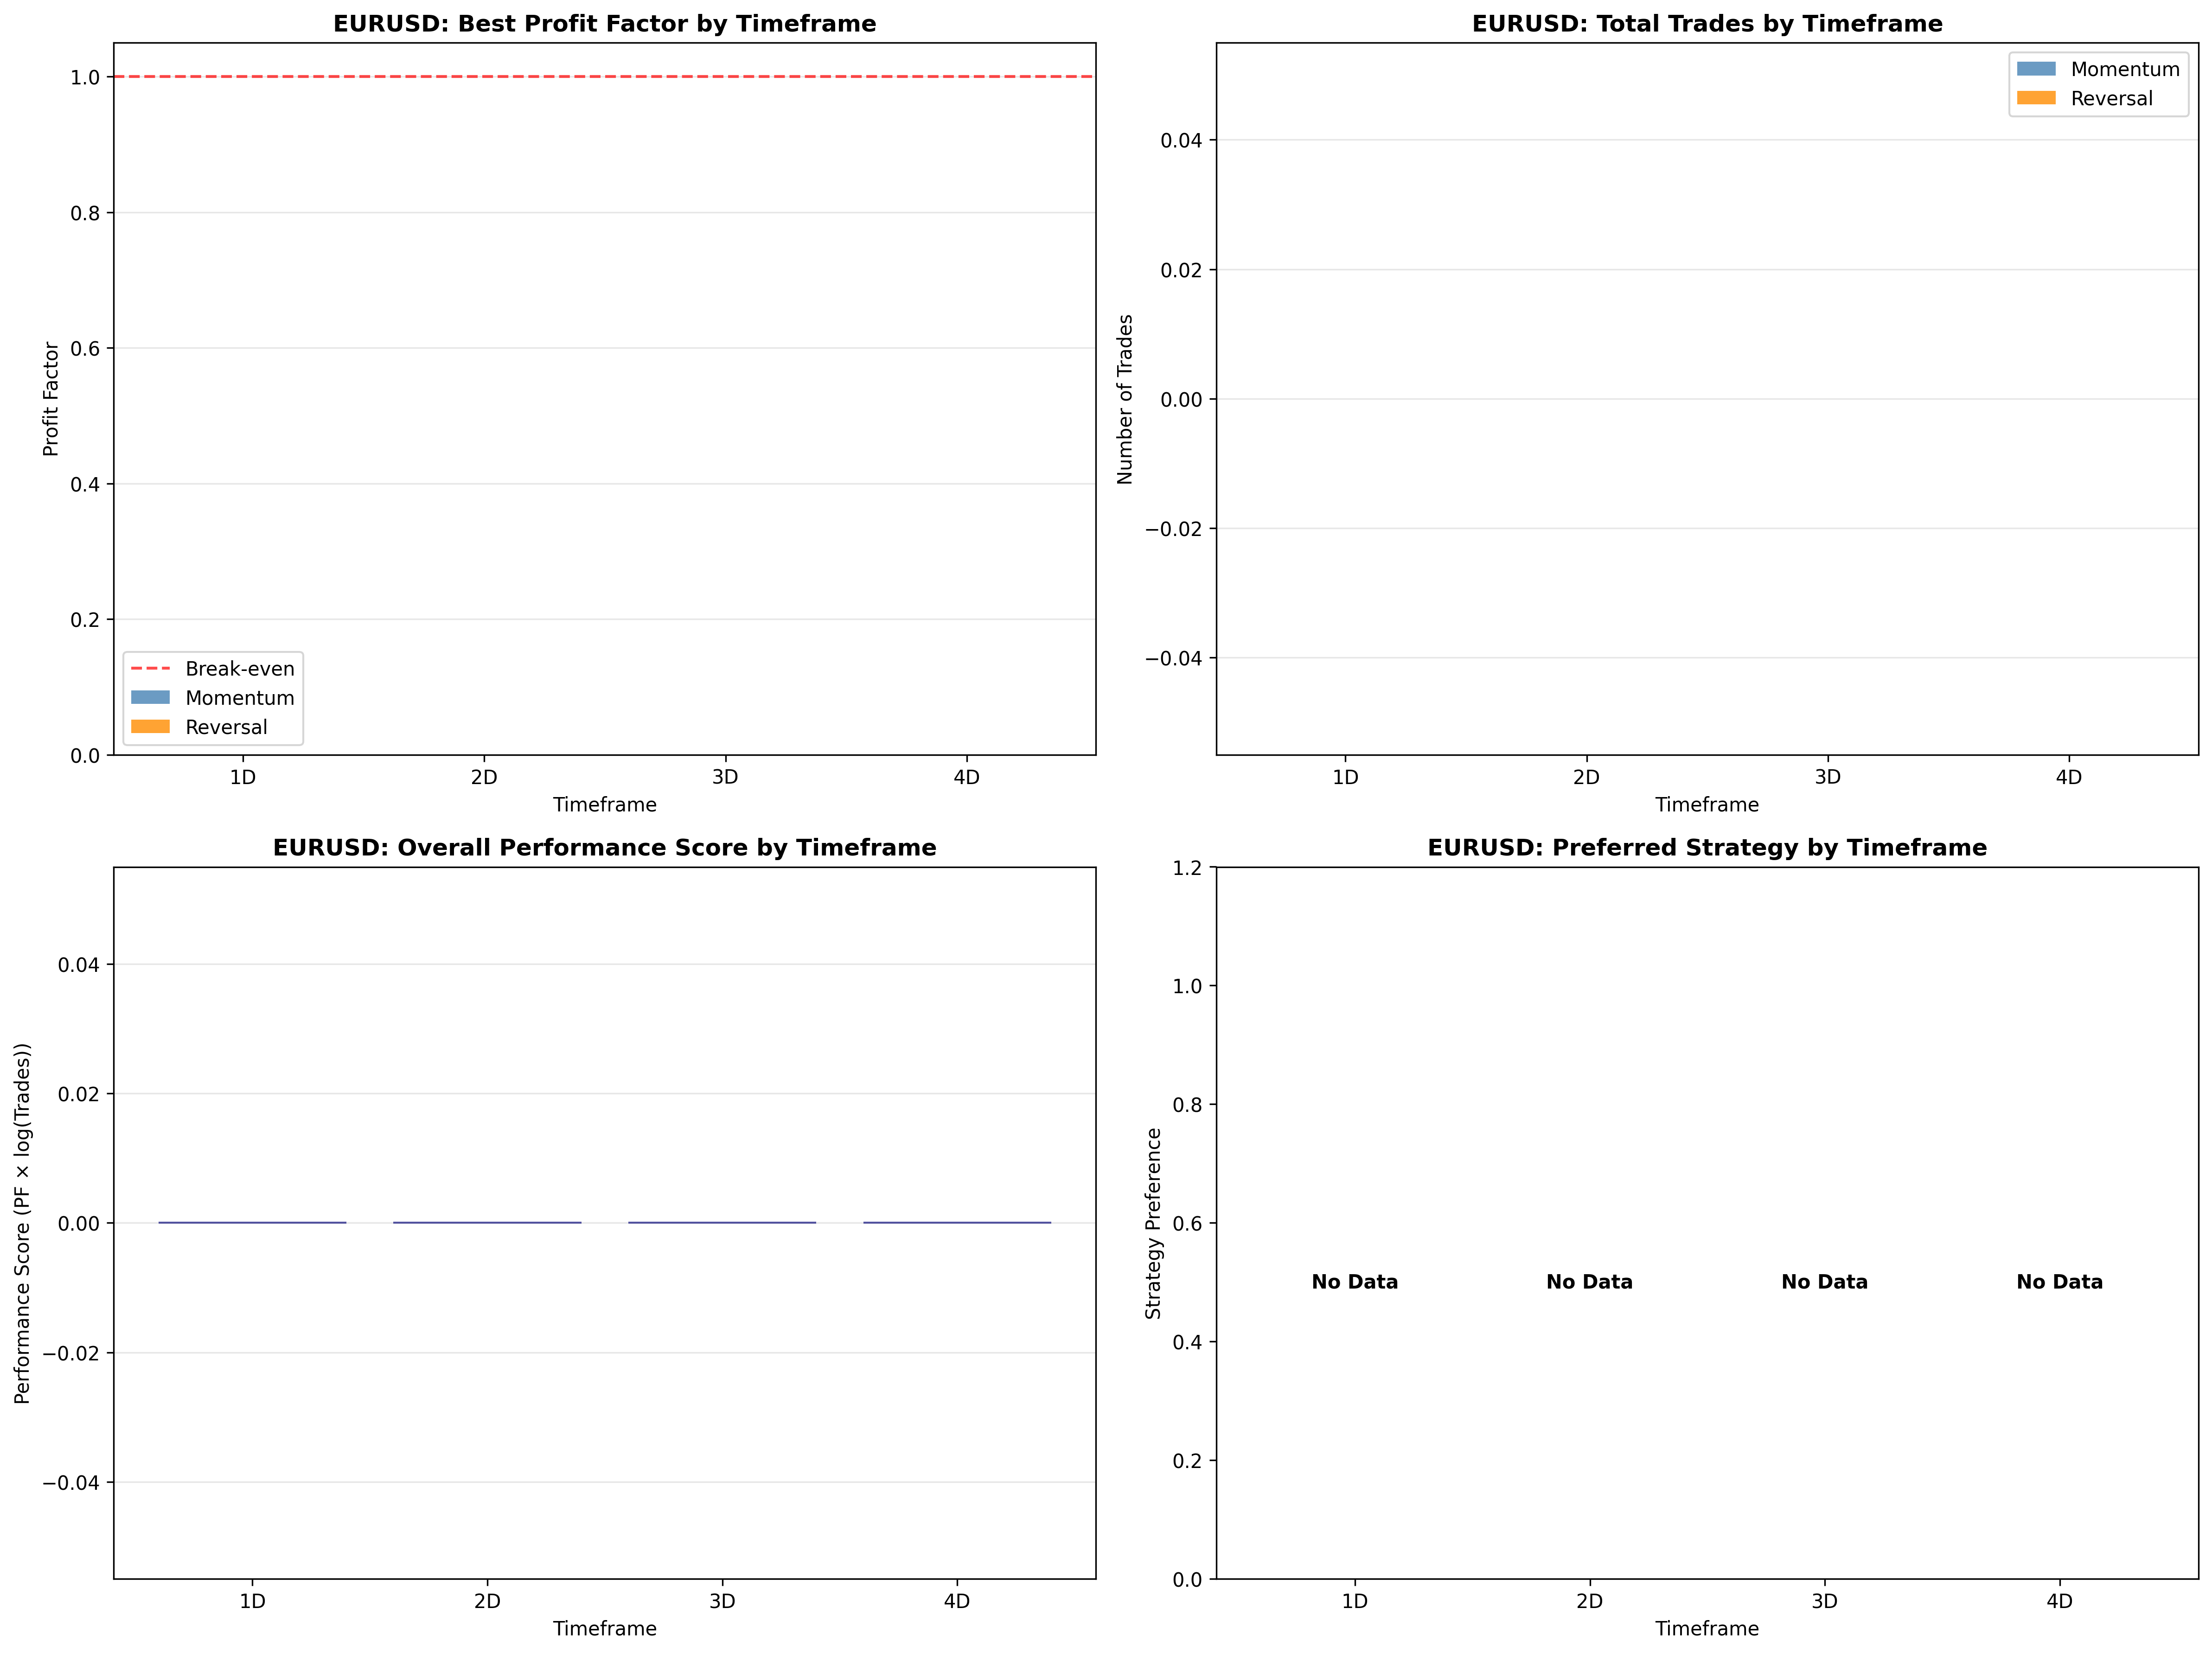 EURUSD: Best Profit Factor by Timeframe
Profit Factor
1.0
0.8
0.6
0.4
0.2
0.0
Break-even
Momentum
Reversal
1D 2D 3D 4D
Timeframe
EURUSD: Total Trades by Timeframe
Number of Trades
0.04
0.02
0.00
−0.02
−0.04
Momentum
Reversal
1D 2D 3D 4D
Timeframe
EURUSD: Overall Performance Score by Timeframe
Performance Score (PF × log(Trades))
0.04
0.02
0.00
−0.02
−0.04
1D 2D 3D 4D
Timeframe
EURUSD: Preferred Strategy by Timeframe
Strategy Preference
1.2
1.0
0.8
0.6
0.4
0.2
0.0
No Data No Data No Data No Data
1D 2D 3D 4D
Timeframe